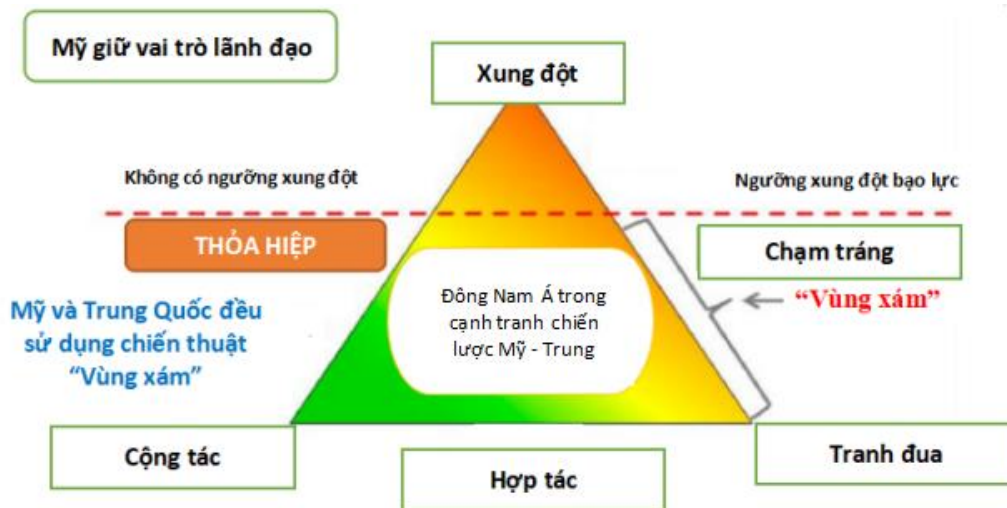 Mỹ giữ vai trò lãnh đạo
Xung đột
Không có ngưỡng xung đột
Ngưỡng xung đột bạo lực
THỎA HIỆP
Chạm tráng
Đông Nam Á trong
cạnh tranh chiến
lược Mỹ - Trung
“Vùng xám”
Mỹ và Trung Quốc đều
sử dụng chiến thuật
“Vùng xám”
Cộng tác
Hợp tác
Tranh đua